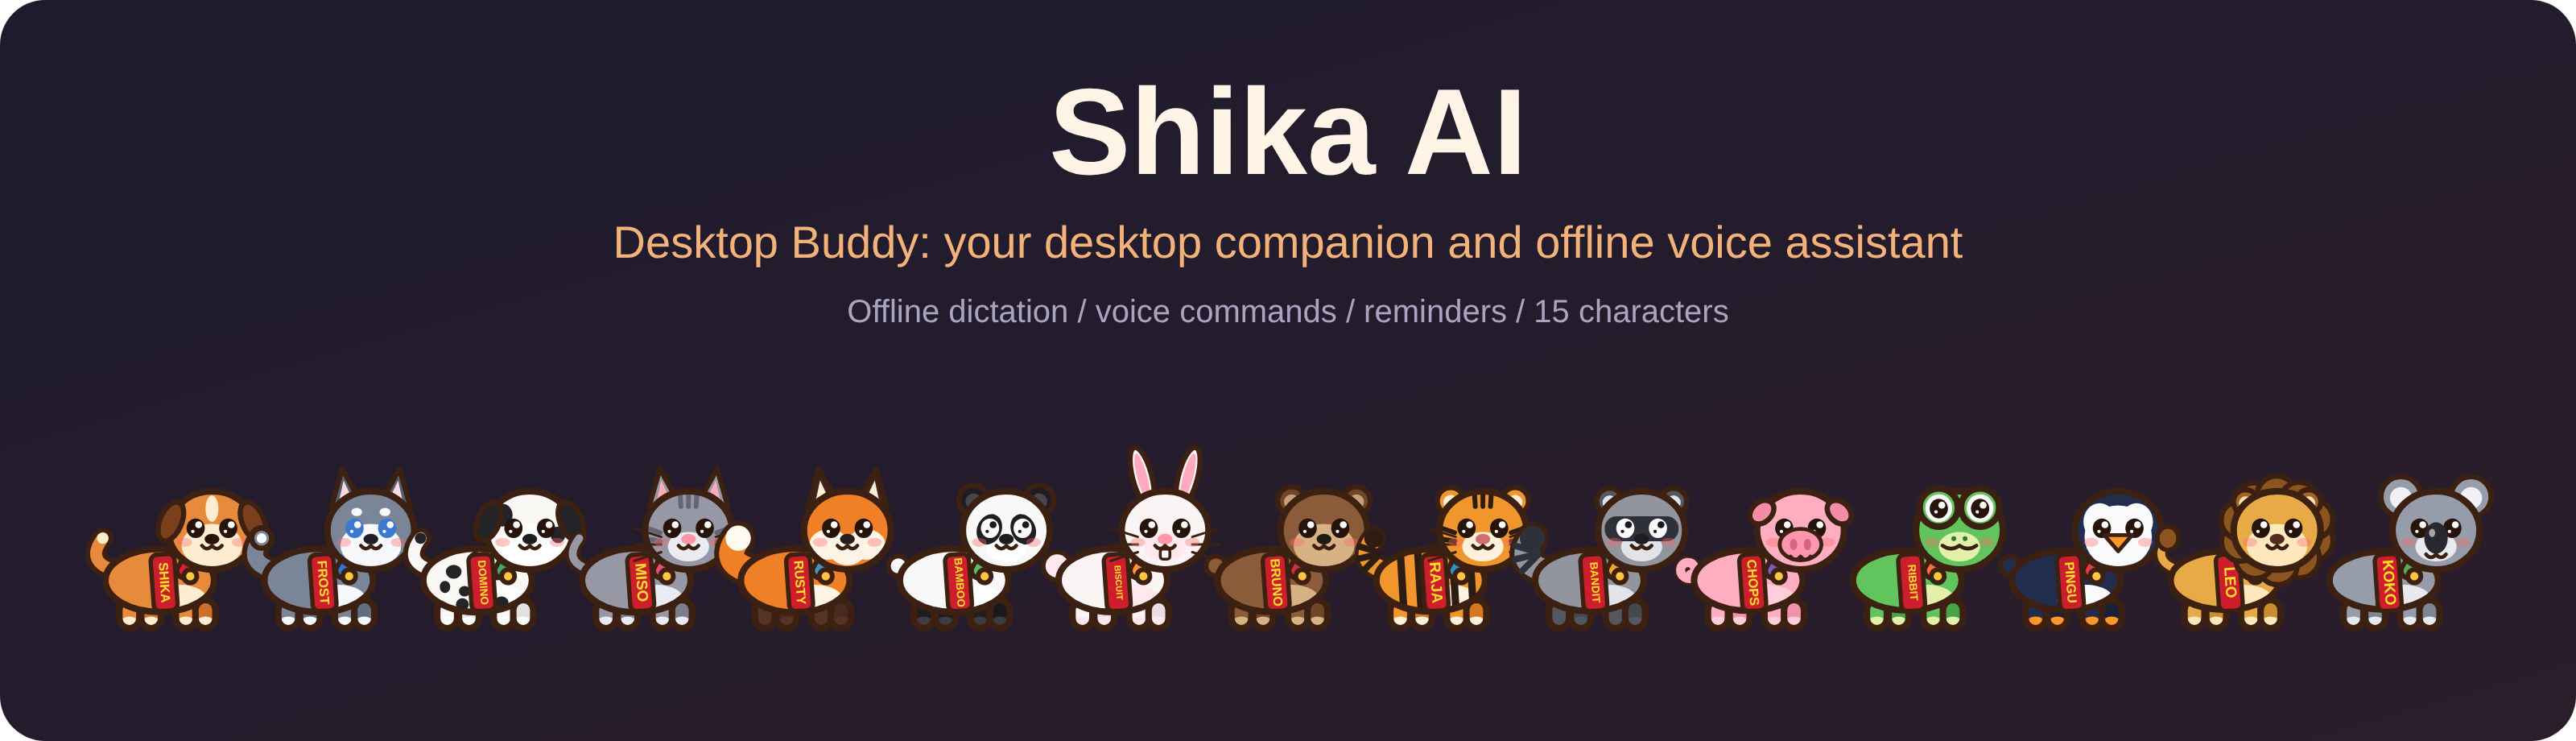 Shika AI
Desktop Buddy: your desktop companion and offline voice assistant
Offline dictation / voice commands / reminders / 15 characters
SHIKA
FROST
DOMINO
MISO
RUSTY
BAMBOO
BISCUIT
BRUNO
RAJA
BANDIT
CHOPS
RIBBIT
PINGU
LEO
KOKO